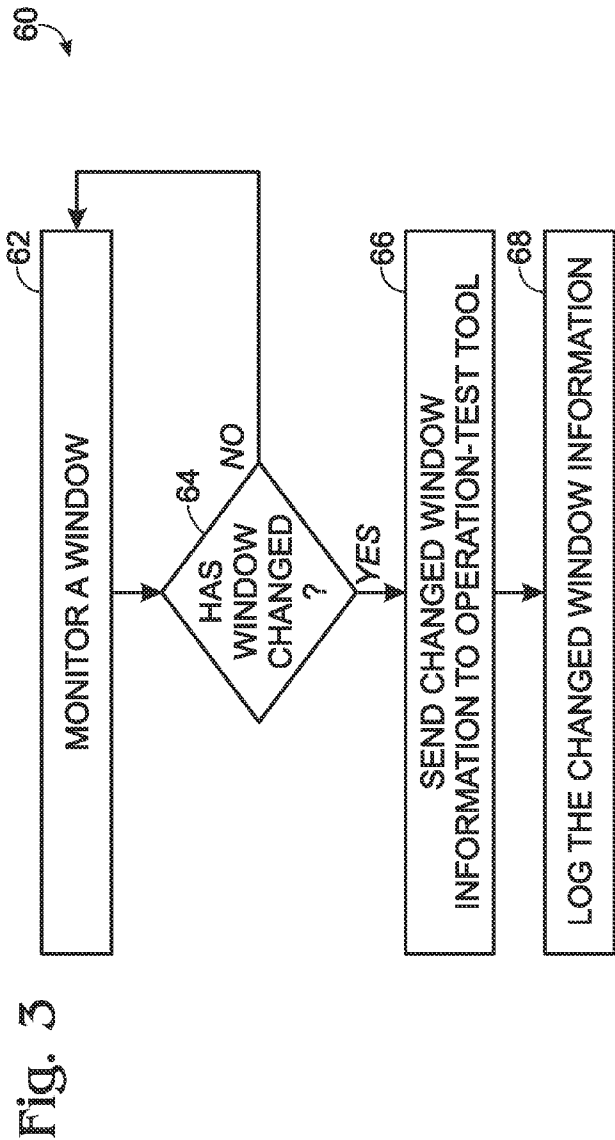 Fig. 3
60
62
MONITOR A WINDOW
64
HAS
WINDOW
CHANGED
?
NO
YES
66
SEND CHANGED WINDOW
INFORMATION TO OPERATION-TEST TOOL
68
LOG THE CHANGED WINDOW INFORMATION